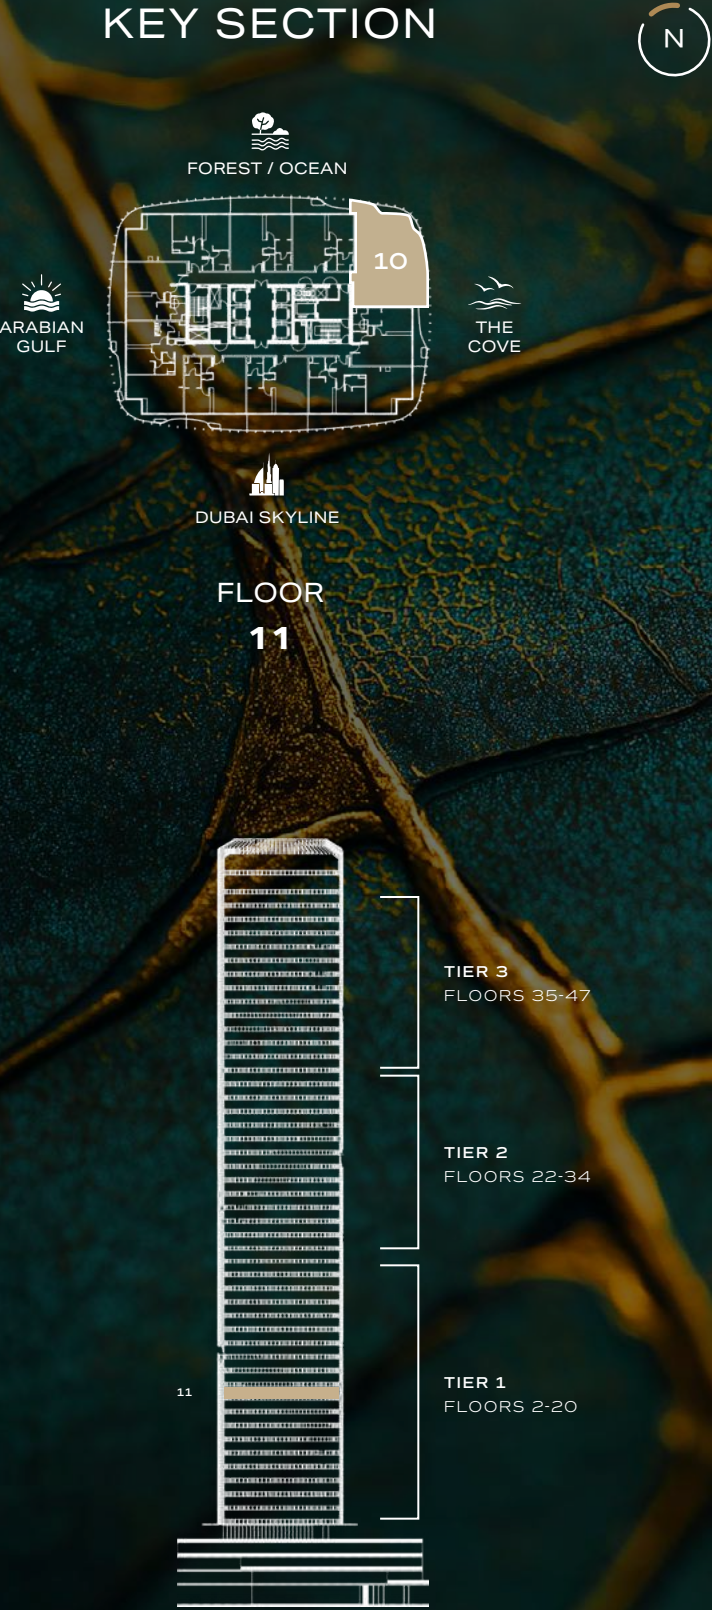 KEY SECTION
N
FOREST / OCEAN
10
ARABIAN
GULF
THE
COVE
DUBAI SKYLINE
FLOOR
11
TIER 3
FLOORS 35-47
TIER 2
FLOORS 22-34
11
TIER 1
FLOORS 2-20